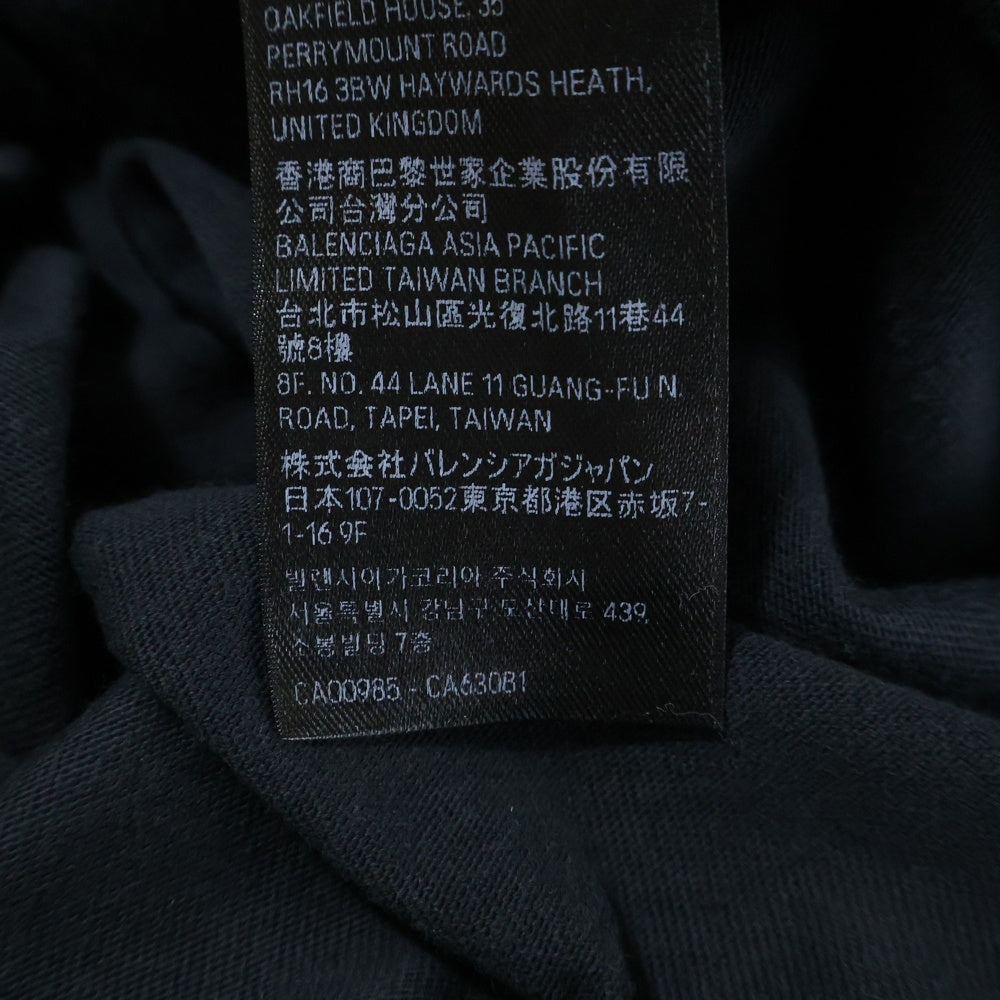 OAKFIELD HOUSE, 35
PERRYMOUNT ROAD
RH16 3BW HAYWARDS HEATH,
UNITED KINGDOM
香港商巴黎世家企業股份有限
公司台灣分公司
BALENCIAGA ASIA PACIFIC
LIMITED TAIWAN BRANCH
台北市松山區光復北路11巷44
號8樓
8F. NO. 44 LANE 11 GUANG-FU N.
ROAD, TAPEI, TAIWAN
株式会社バレンシアガジャパン
日本107-0052東京都港区赤坂7-
1-16 9F
발렌시아가코리아 주식회사
서울특별시 강남구 도산대로 439,
소봉빌딩 7층
CA00985 - CA63081